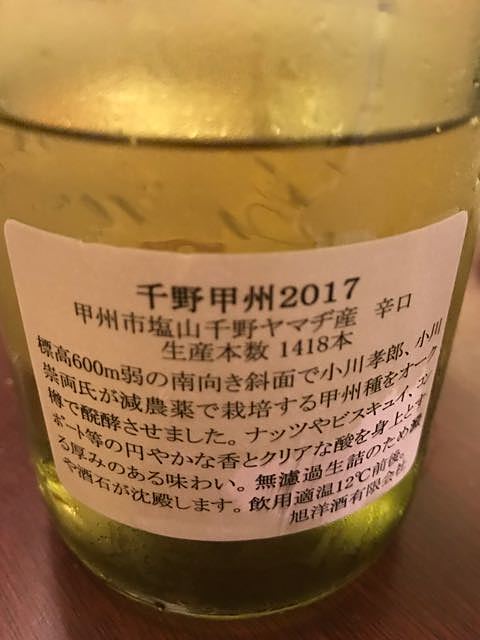 千野甲州2017
甲州市塩山千野ヤマヂ産 辛口
生産本数 1418本
標高600m弱の南向き斜面で小川孝郎、小川
崇両氏が減農薬で栽培する甲州種をオーク
樽で醗酵させました。ナッツやビスキュイ、
ポート等の円やかな香とクリアな酸を身上とす
る厚みのある味わい。無濾過生詰のため
や酒石が沈殿します。飲用適温12℃前後。
旭洋酒有限会社